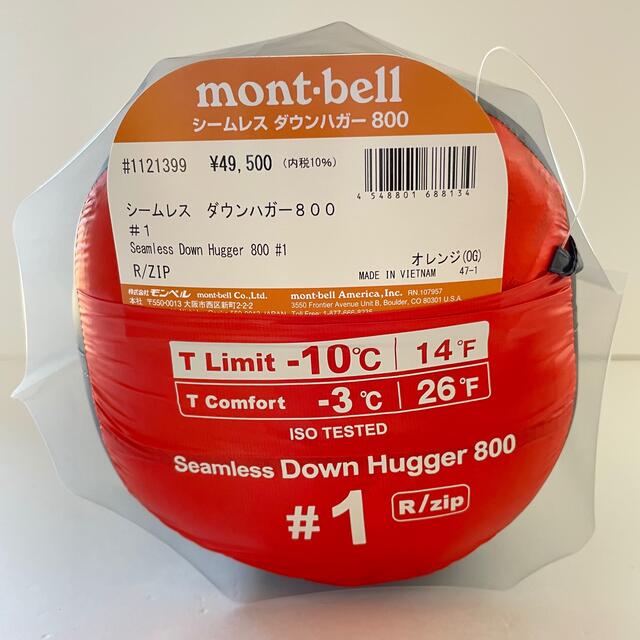 mont·bell
シームレス ダウンハガー 800
#1121399 ¥49,500 (内税10%)
4 548801 688134
シームレス ダウンハガー800
#1
Seamless Down Hugger 800 #1
R/ZIP
オレンジ(OG)
MADE IN VIETNAM 47-1
株式会社モンベル mont-bell Co., Ltd.
本社 〒550-0013 大阪市西区新町2-2-2
mont-bell America, Inc. RN.107957
3550 Frontier Avenue Unit B, Boulder, CO 80301 U.S.A.
T Limit -10℃ 14°F
T Comfort -3℃ 26°F
ISO TESTED
Seamless Down Hugger 800
#1 R/zip